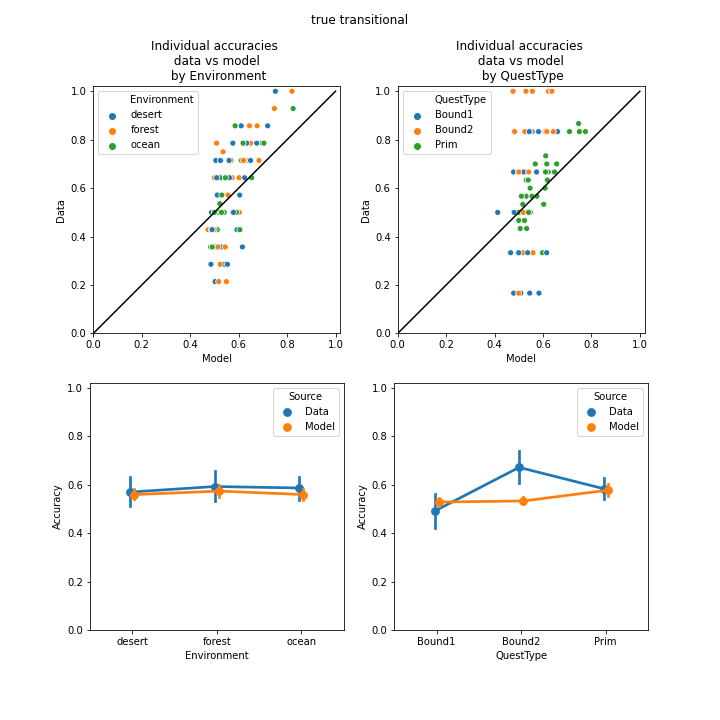 true transitional
Individual accuracies
data vs model
by Environment
1.0
0.8
0.6
0.4
0.2
0.0
Data
Environment
desert
forest
ocean
0.0 0.2 0.4 0.6 0.8 1.0
Model
Individual accuracies
data vs model
by QuestType
1.0
0.8
0.6
0.4
0.2
0.0
Data
QuestType
Bound1
Bound2
Prim
0.0 0.2 0.4 0.6 0.8 1.0
Model
1.0
0.8
0.6
0.4
0.2
0.0
Accuracy
Source
Data
Model
desert forest ocean
Environment
1.0
0.8
0.6
0.4
0.2
0.0
Accuracy
Source
Data
Model
Bound1 Bound2 Prim
QuestType